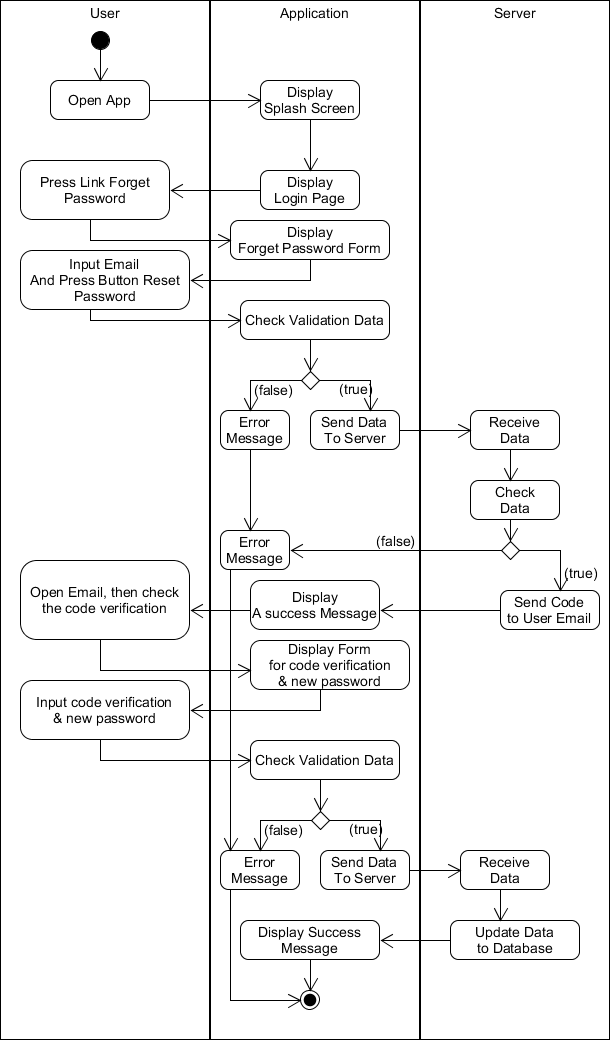 User
Application
Server
Open App
Display
Splash Screen
Press Link Forget
Password
Display
Login Page
Display
Forget Password Form
Input Email
And Press Button Reset
Password
Check Validation Data
(false)
(true)
Error
Message
Send Data
To Server
Receive
Data
Check
Data
Error
Message
(false)
(true)
Open Email, then check
the code verification
Display
A success Message
Send Code
to User Email
Display Form
for code verification
& new password
Input code verification
& new password
Check Validation Data
(false)
(true)
Error
Message
Send Data
To Server
Receive
Data
Display Success
Message
Update Data
to Database